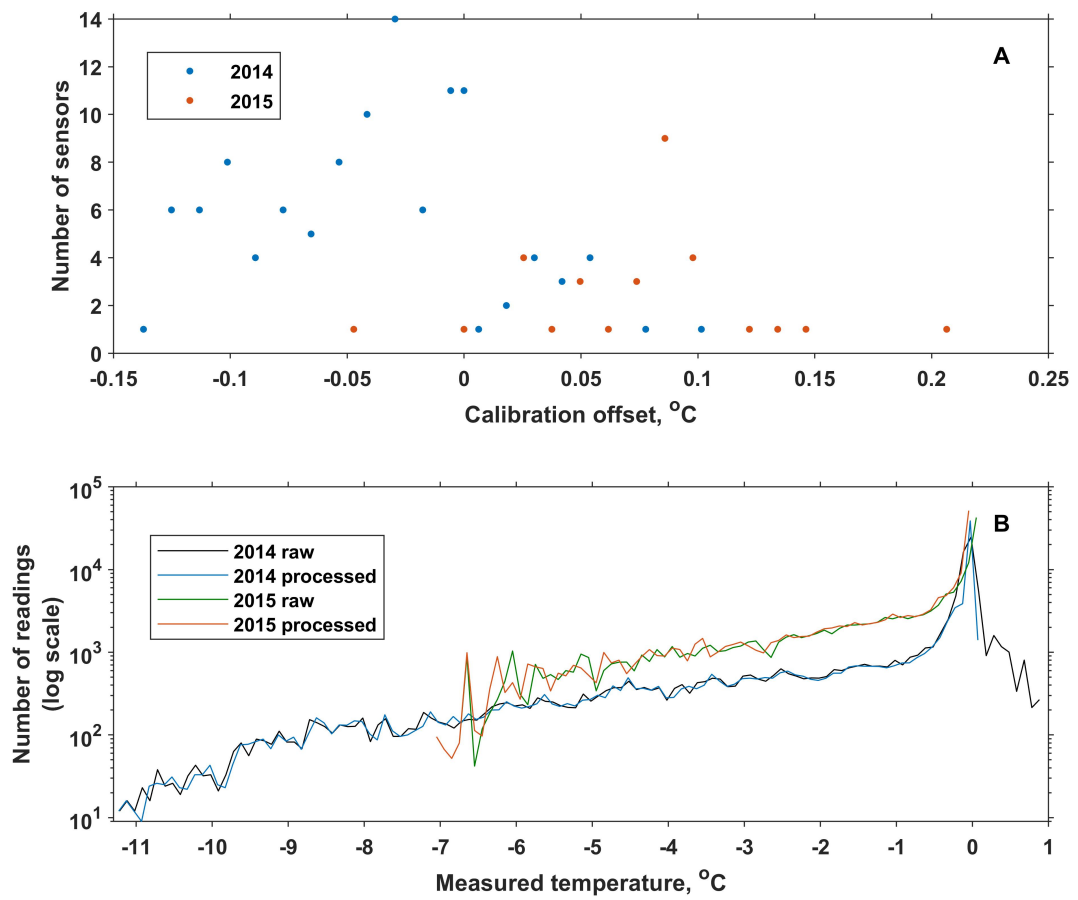 14
12
10
8
6
4
2
0
Number of sensors
2014
2015
A
-0.15 -0.1 -0.05 0 0.05 0.1 0.15 0.2 0.25
Calibration offset, °C
10^5
10^4
10^3
10^2
10^1
Number of readings
(log scale)
2014 raw
2014 processed
2015 raw
2015 processed
B
-11 -10 -9 -8 -7 -6 -5 -4 -3 -2 -1 0 1
Measured temperature, °C